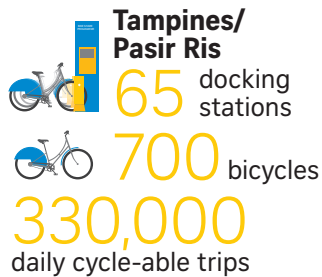 Tampines/
Pasir Ris
65 docking
stations
700 bicycles
330,000
daily cycle-able trips